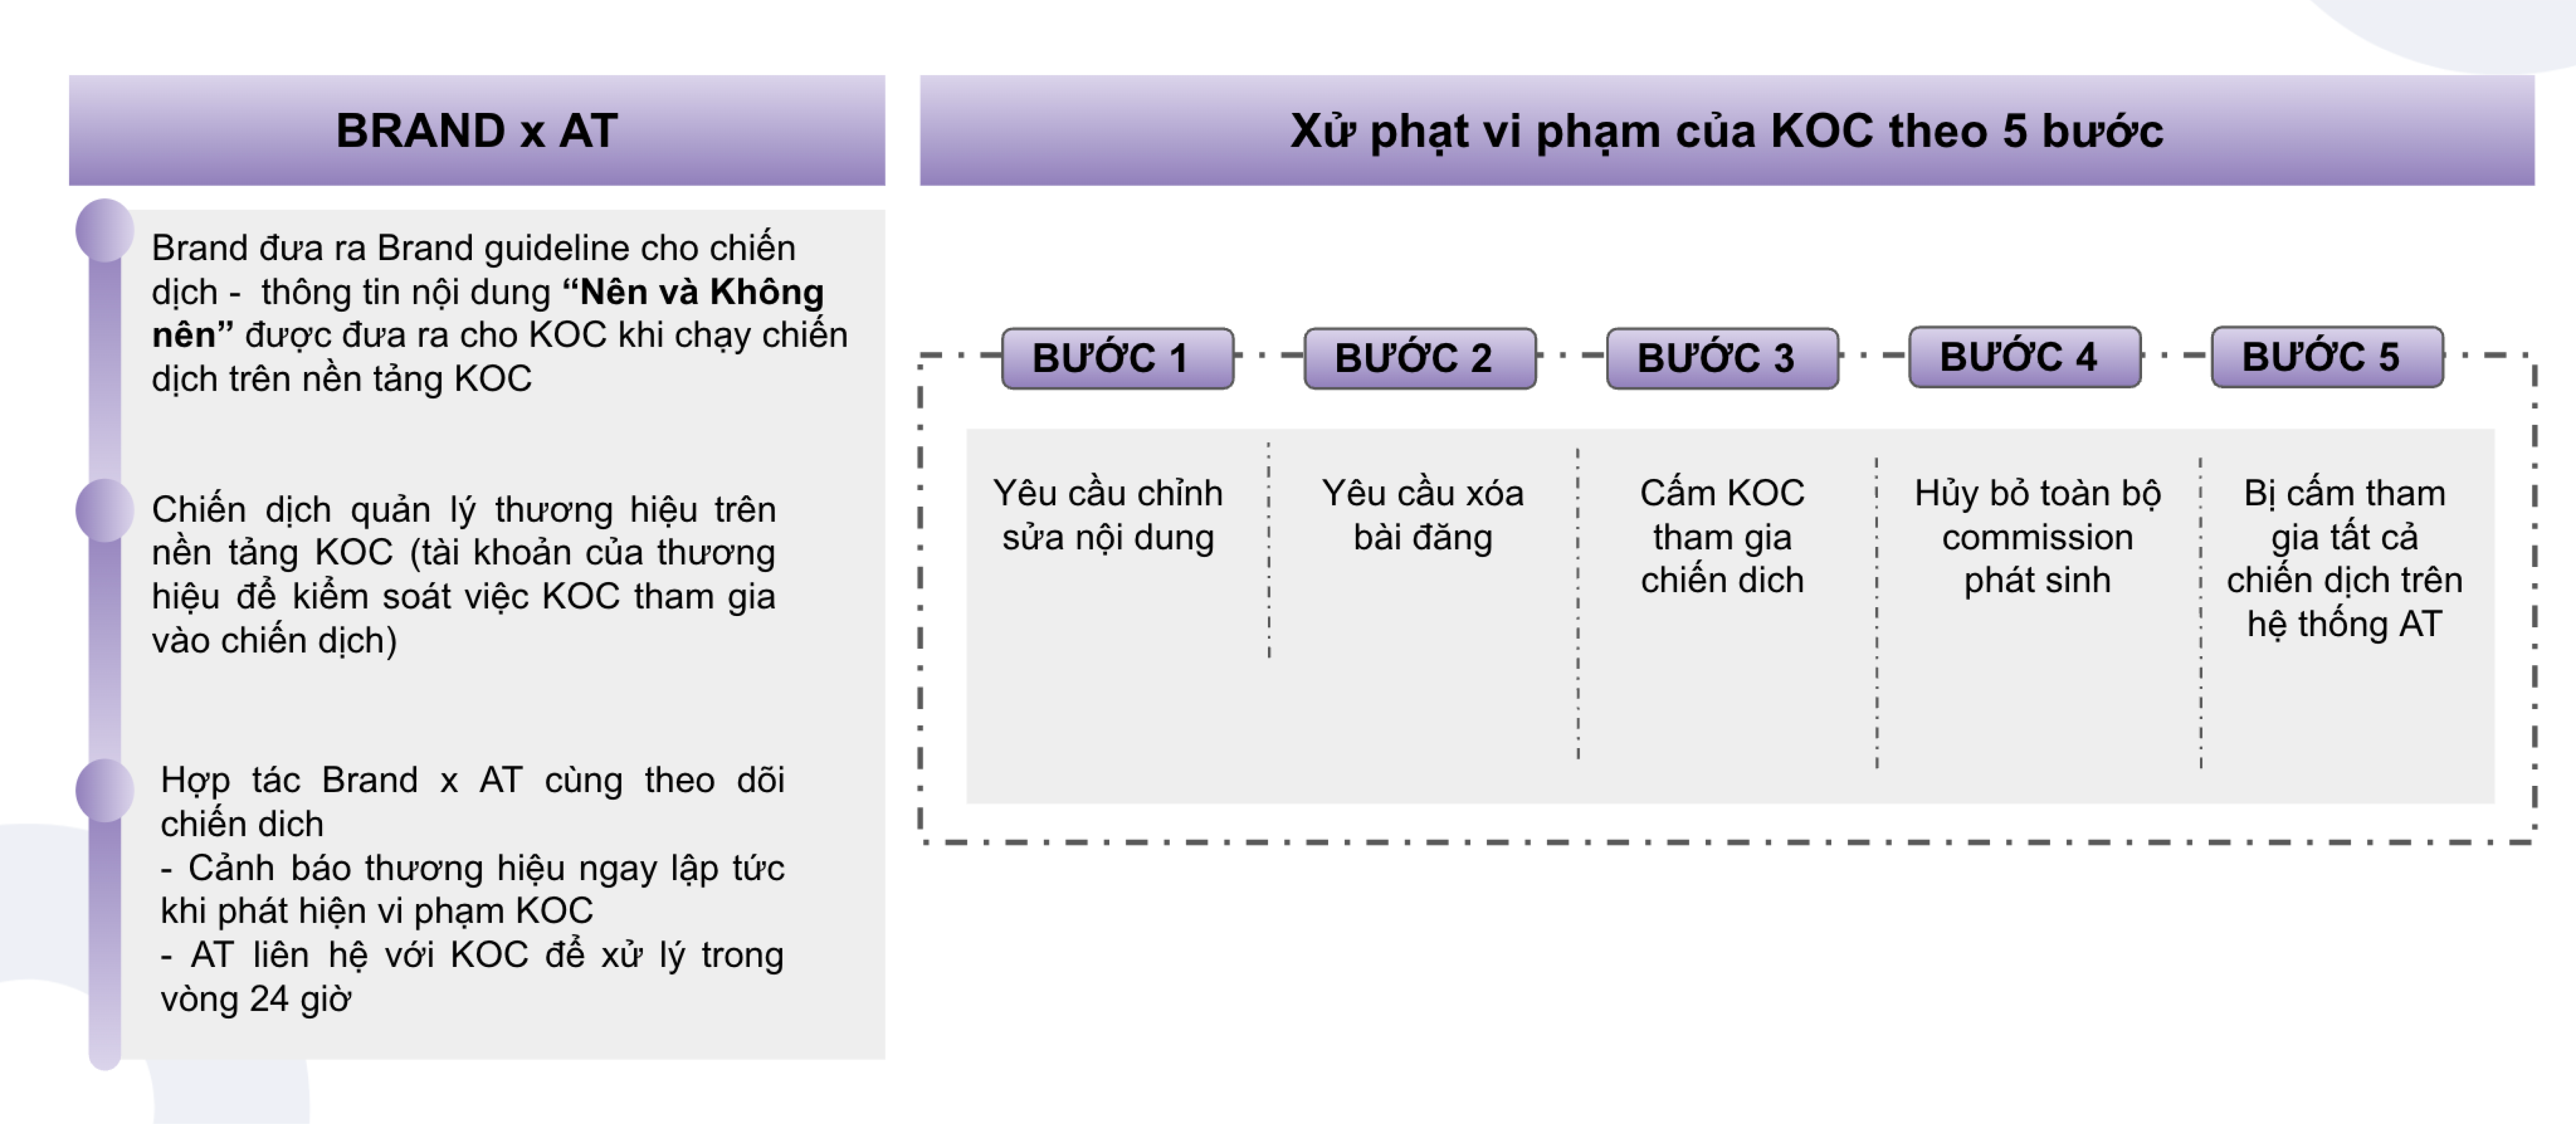 BRAND x AT
Brand đưa ra Brand guideline cho chiến
dịch - thông tin nội dung “Nên và Không
nên” được đưa ra cho KOC khi chạy chiến
dịch trên nền tảng KOC
Chiến dịch quản lý thương hiệu trên
nền tảng KOC (tài khoản của thương
hiệu để kiểm soát việc KOC tham gia
vào chiến dịch)
Hợp tác Brand x AT cùng theo dõi
chiến dich
- Cảnh báo thương hiệu ngay lập tức
khi phát hiện vi phạm KOC
- AT liên hệ với KOC để xử lý trong
vòng 24 giờ
Xử phạt vi phạm của KOC theo 5 bước
BƯỚC 1
Yêu cầu chỉnh
sửa nội dung
BƯỚC 2
Yêu cầu xóa
bài đăng
BƯỚC 3
Cấm KOC
tham gia
chiến dich
BƯỚC 4
Hủy bỏ toàn bộ
commission
phát sinh
BƯỚC 5
Bị cấm tham
gia tất cả
chiến dịch trên
hệ thống AT